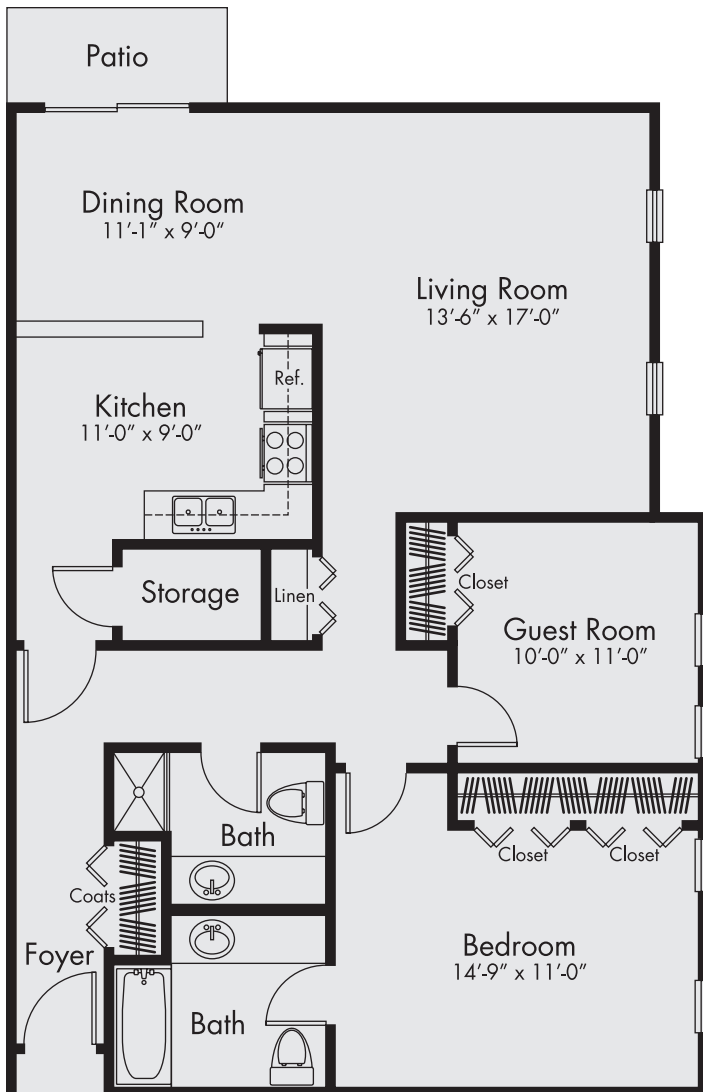 Patio
Dining Room
11’-1” x 9’-0”
Living Room
13’-6” x 17’-0”
Ref.
Kitchen
11’-0” x 9’-0”
Storage
Linen
Closet
Guest Room
10’-0” x 11’-0”
Bath
Closet
Closet
Coats
Foyer
Bedroom
14’-9” x 11’-0”
Bath